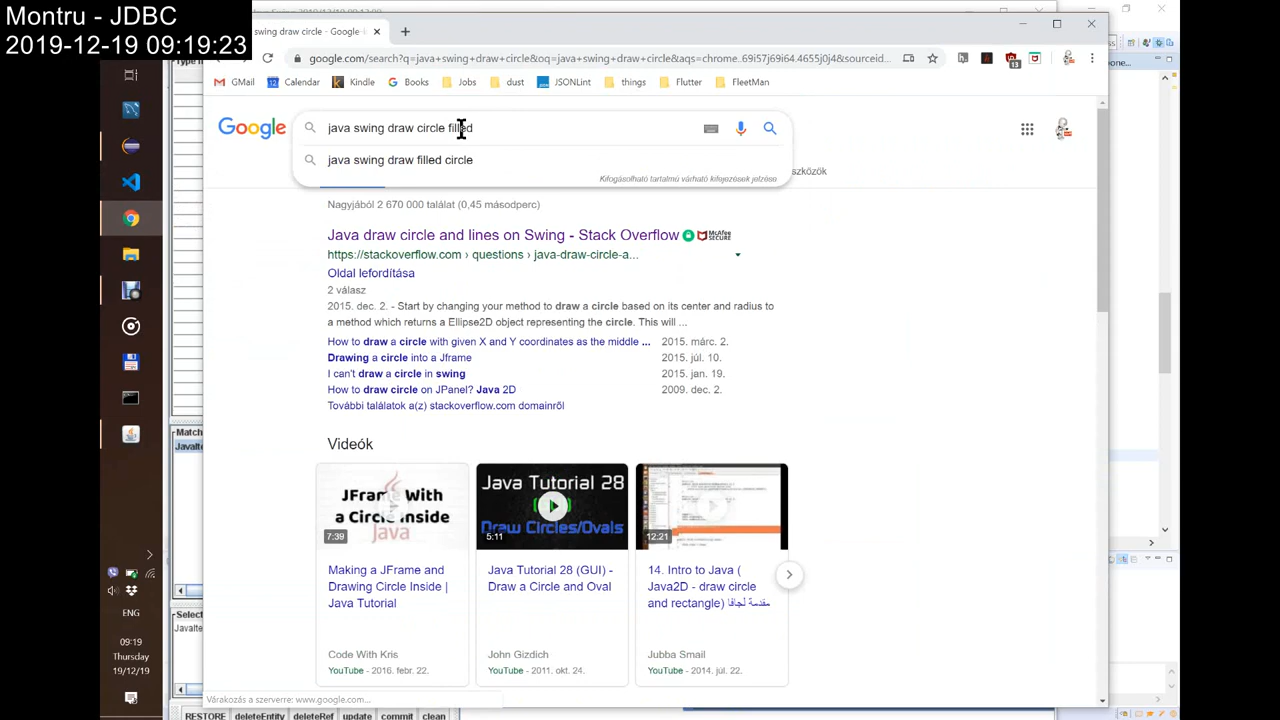 Montru - JDBC
2019-12-19 09:19:23
swing draw circle - Google
google.com/search?q=java+swing+draw+circle&oq=java+swing+draw+circle&aqs=chrome..69i57j69i64.4655j0j4&sourceid...
13
GMail
Calendar
Kindle
Books
Jobs
dust
JSONLint
things
Flutter
FleetMan
Google
java swing draw circle filled
java swing draw filled circle
Kifogásolható tartalmú várható kifejezések jelzése
szközök
Nagyjából 2 670 000 találat (0,45 másodperc)
Java draw circle and lines on Swing - Stack Overflow
McAfee SECURE
https://stackoverflow.com › questions › java-draw-circle-a...
Oldal lefordítása
2 válasz
2015. dec. 2. - Start by changing your method to draw a circle based on its center and radius to
a method which returns a Ellipse2D object representing the circle. This will ...
How to draw a circle with given X and Y coordinates as the middle ... 2015. márc. 2.
Drawing a circle into a Jframe 2015. júl. 10.
I can't draw a circle in swing 2015. jan. 19.
How to draw circle on JPanel? Java 2D 2009. dec. 2.
További találatok a(z) stackoverflow.com domainről
Videók
JFrame With
a Circle Inside
java
7:39
Java Tutorial 28
(GUI)
Draw Circles/Ovals
5:11
12:21
Making a JFrame Drawing Circle Inside |
Java Tutorial
Code With Kris
YouTube - 2016. febr. 22.
Java Tutorial 28 (GUI) -
Draw a Circle and Oval
John Gizdich
YouTube - 2011. okt. 24.
14. Intro to Java (
Java2D - draw circle
and rectangle) مقدمة لجافا
Jubba Smail
YouTube - 2014. júl. 22.
Várakozás a szerverre: www.google.com...
Match
Javalte
Select
Javalte
ENG
09:19
Thursday
19/12/19
RESTORE deleteEntity deleteRef update commit clean